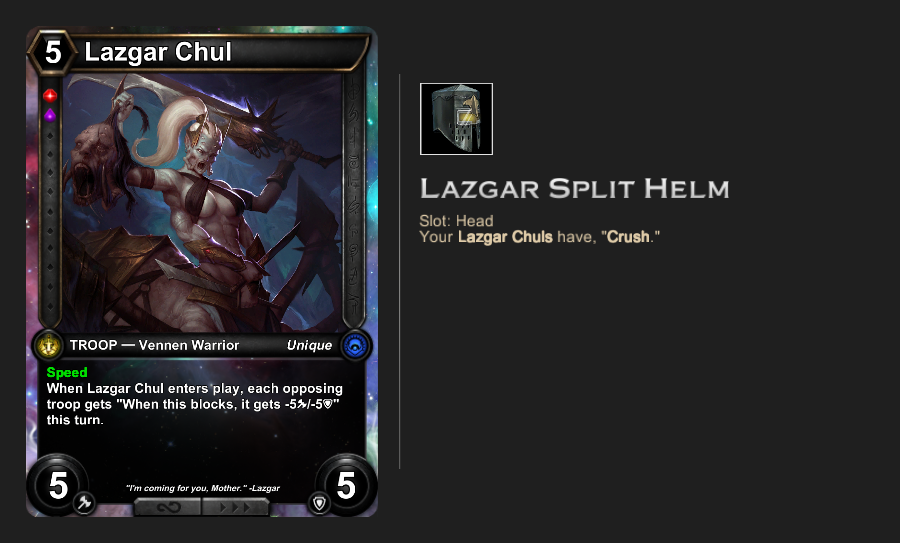 5 Lazgar Chul
TROOP — Vennen Warrior Unique
Speed
When Lazgar Chul enters play, each opposing
troop gets "When this blocks, it gets -5/-5"
this turn.
5 5
"I'm coming for you, Mother." -Lazgar
LAZGAR SPLIT HELM
Slot: Head
Your Lazgar Chuls have, "Crush."